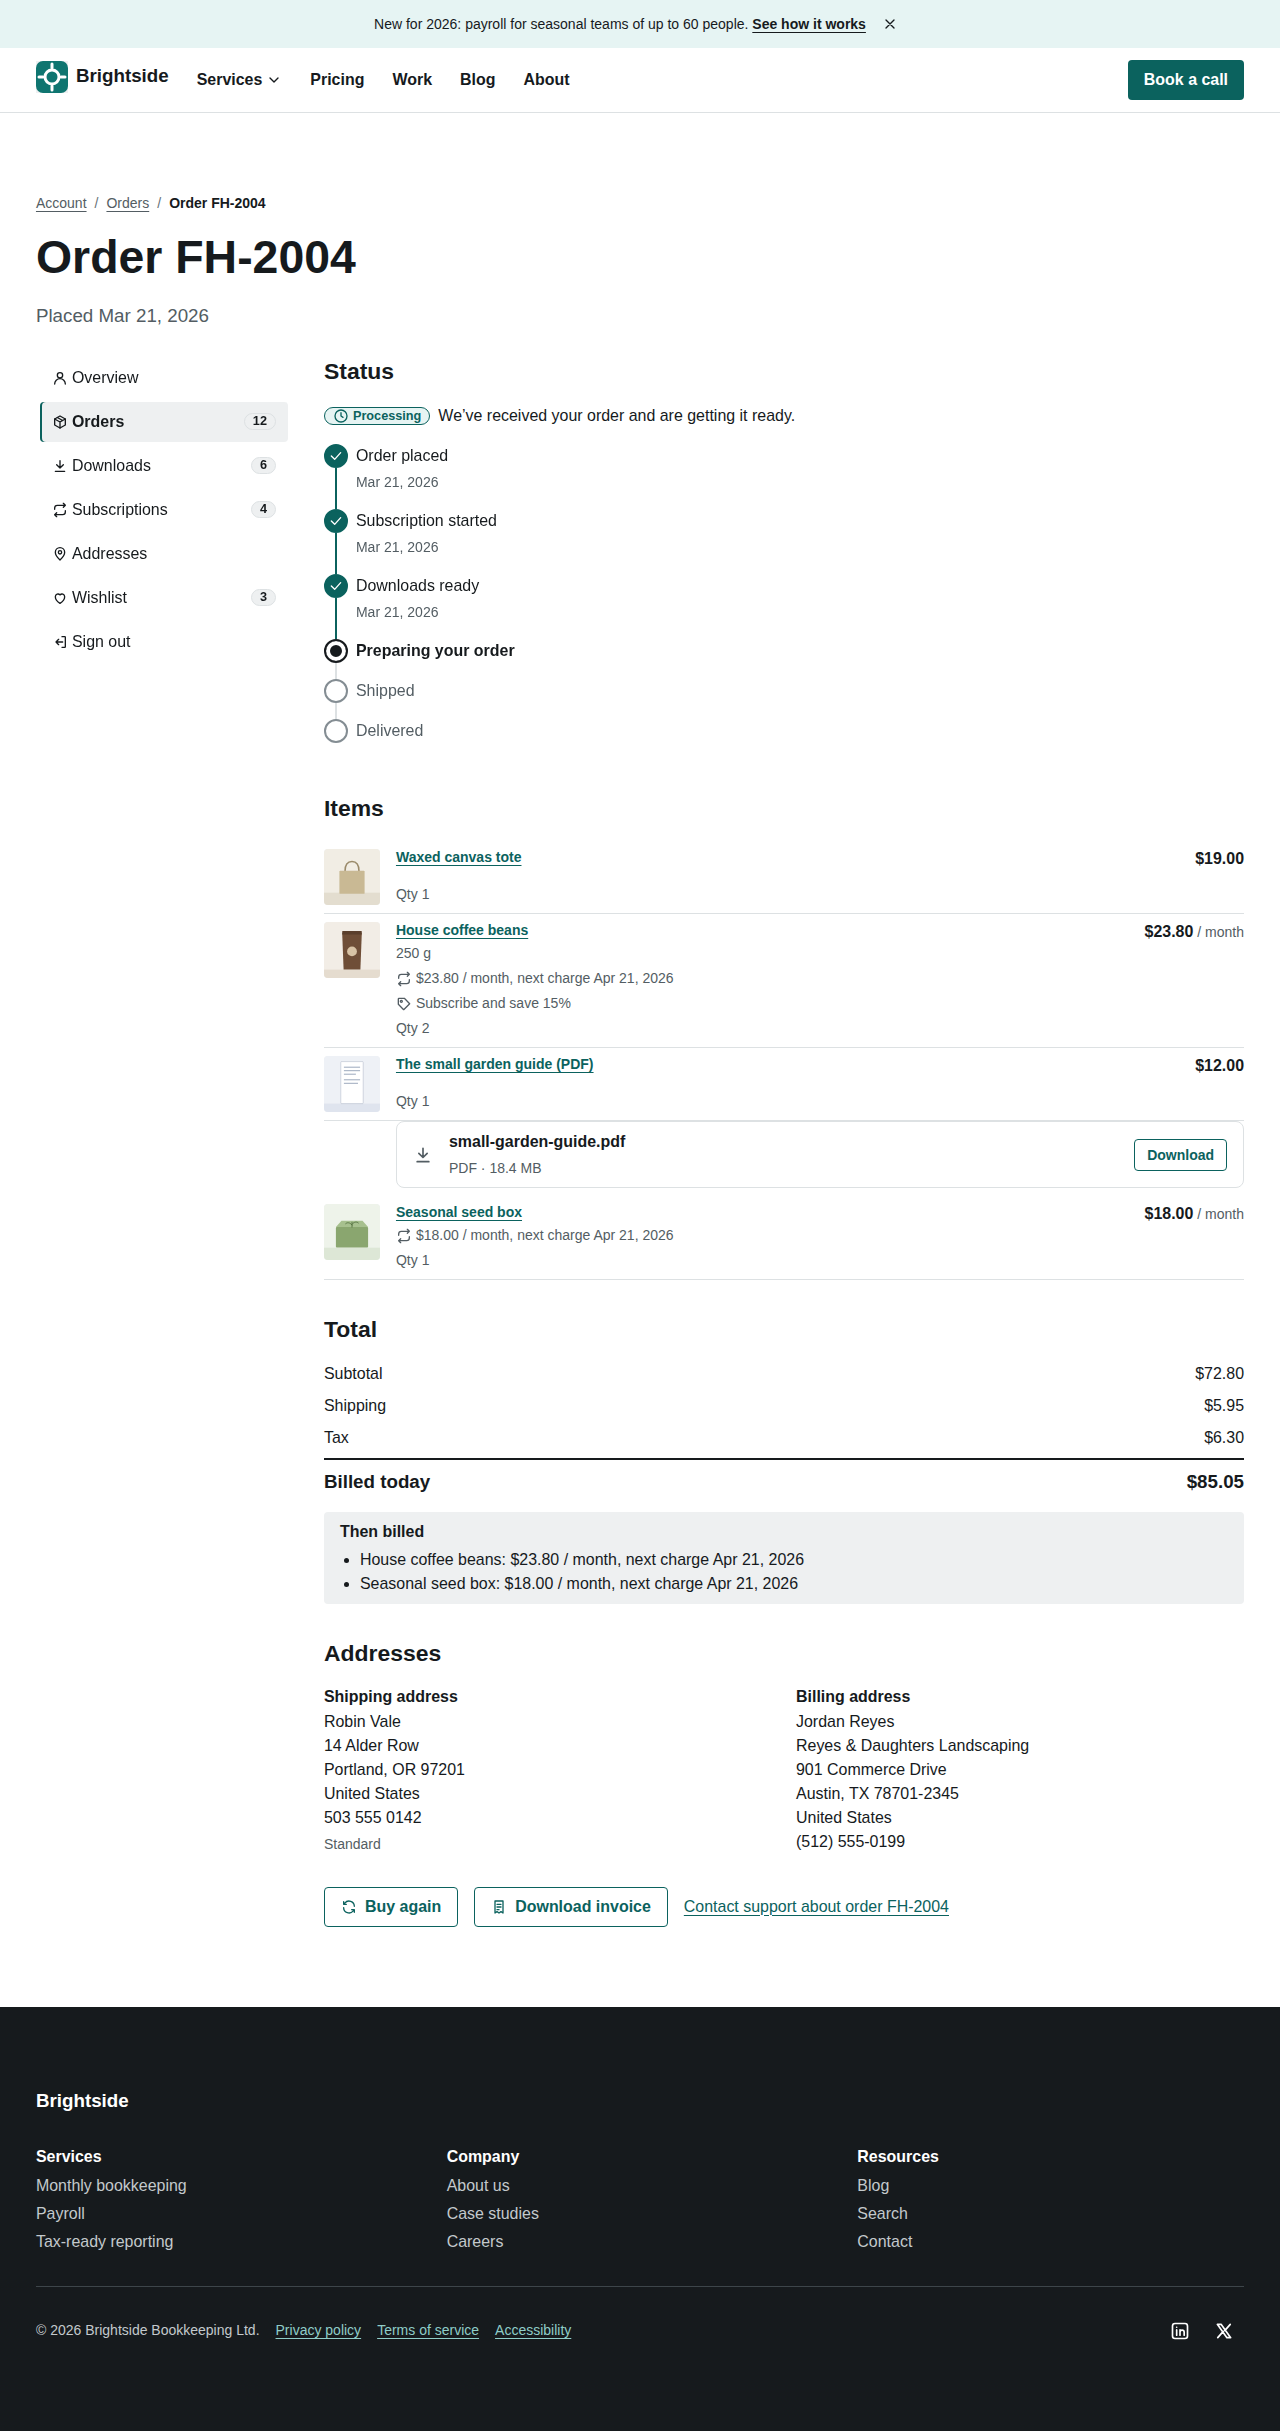 New for 2026: payroll for seasonal teams of up to 60 people. See how it works
Brightside
Services
Pricing
Work
Blog
About
Book a call
Account / Orders / Order FH-2004
Order FH-2004
Placed Mar 21, 2026
Overview
Orders 12
Downloads 6
Subscriptions 4
Addresses
Wishlist 3
Sign out
Status
Processing We’ve received your order and are getting it ready.
Order placed
Mar 21, 2026
Subscription started
Mar 21, 2026
Downloads ready
Mar 21, 2026
Preparing your order
Shipped
Delivered
Items
Waxed canvas tote $19.00
Qty 1
House coffee beans $23.80 / month
250 g
$23.80 / month, next charge Apr 21, 2026
Subscribe and save 15%
Qty 2
The small garden guide (PDF) $12.00
Qty 1
small-garden-guide.pdf
PDF · 18.4 MB
Download
Seasonal seed box $18.00 / month
$18.00 / month, next charge Apr 21, 2026
Qty 1
Total
Subtotal $72.80
Shipping $5.95
Tax $6.30
Billed today $85.05
Then billed
• House coffee beans: $23.80 / month, next charge Apr 21, 2026
• Seasonal seed box: $18.00 / month, next charge Apr 21, 2026
Addresses
Shipping address
Robin Vale
14 Alder Row
Portland, OR 97201
United States
503 555 0142
Standard
Billing address
Jordan Reyes
Reyes & Daughters Landscaping
901 Commerce Drive
Austin, TX 78701-2345
United States
(512) 555-0199
Buy again
Download invoice
Contact support about order FH-2004
Brightside
Services
Monthly bookkeeping
Payroll
Tax-ready reporting
Company
About us
Case studies
Careers
Resources
Blog
Search
Contact
© 2026 Brightside Bookkeeping Ltd. Privacy policy Terms of service Accessibility